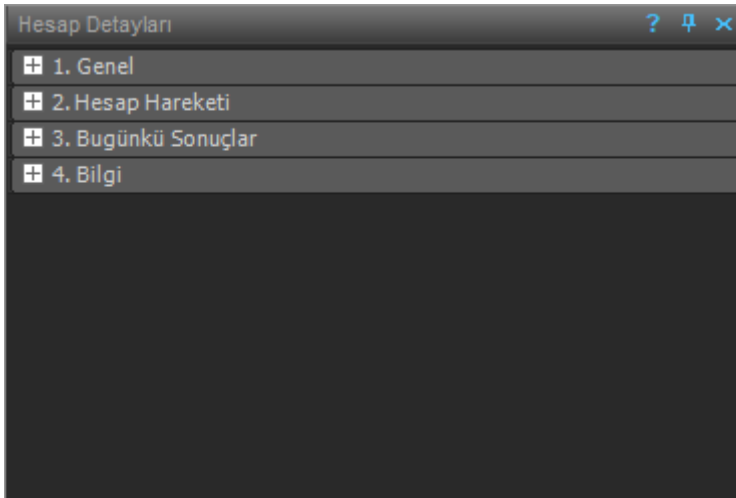 Hesap Detayları
1. Genel
2. Hesap Hareketi
3. Bugünkü Sonuçlar
4. Bilgi